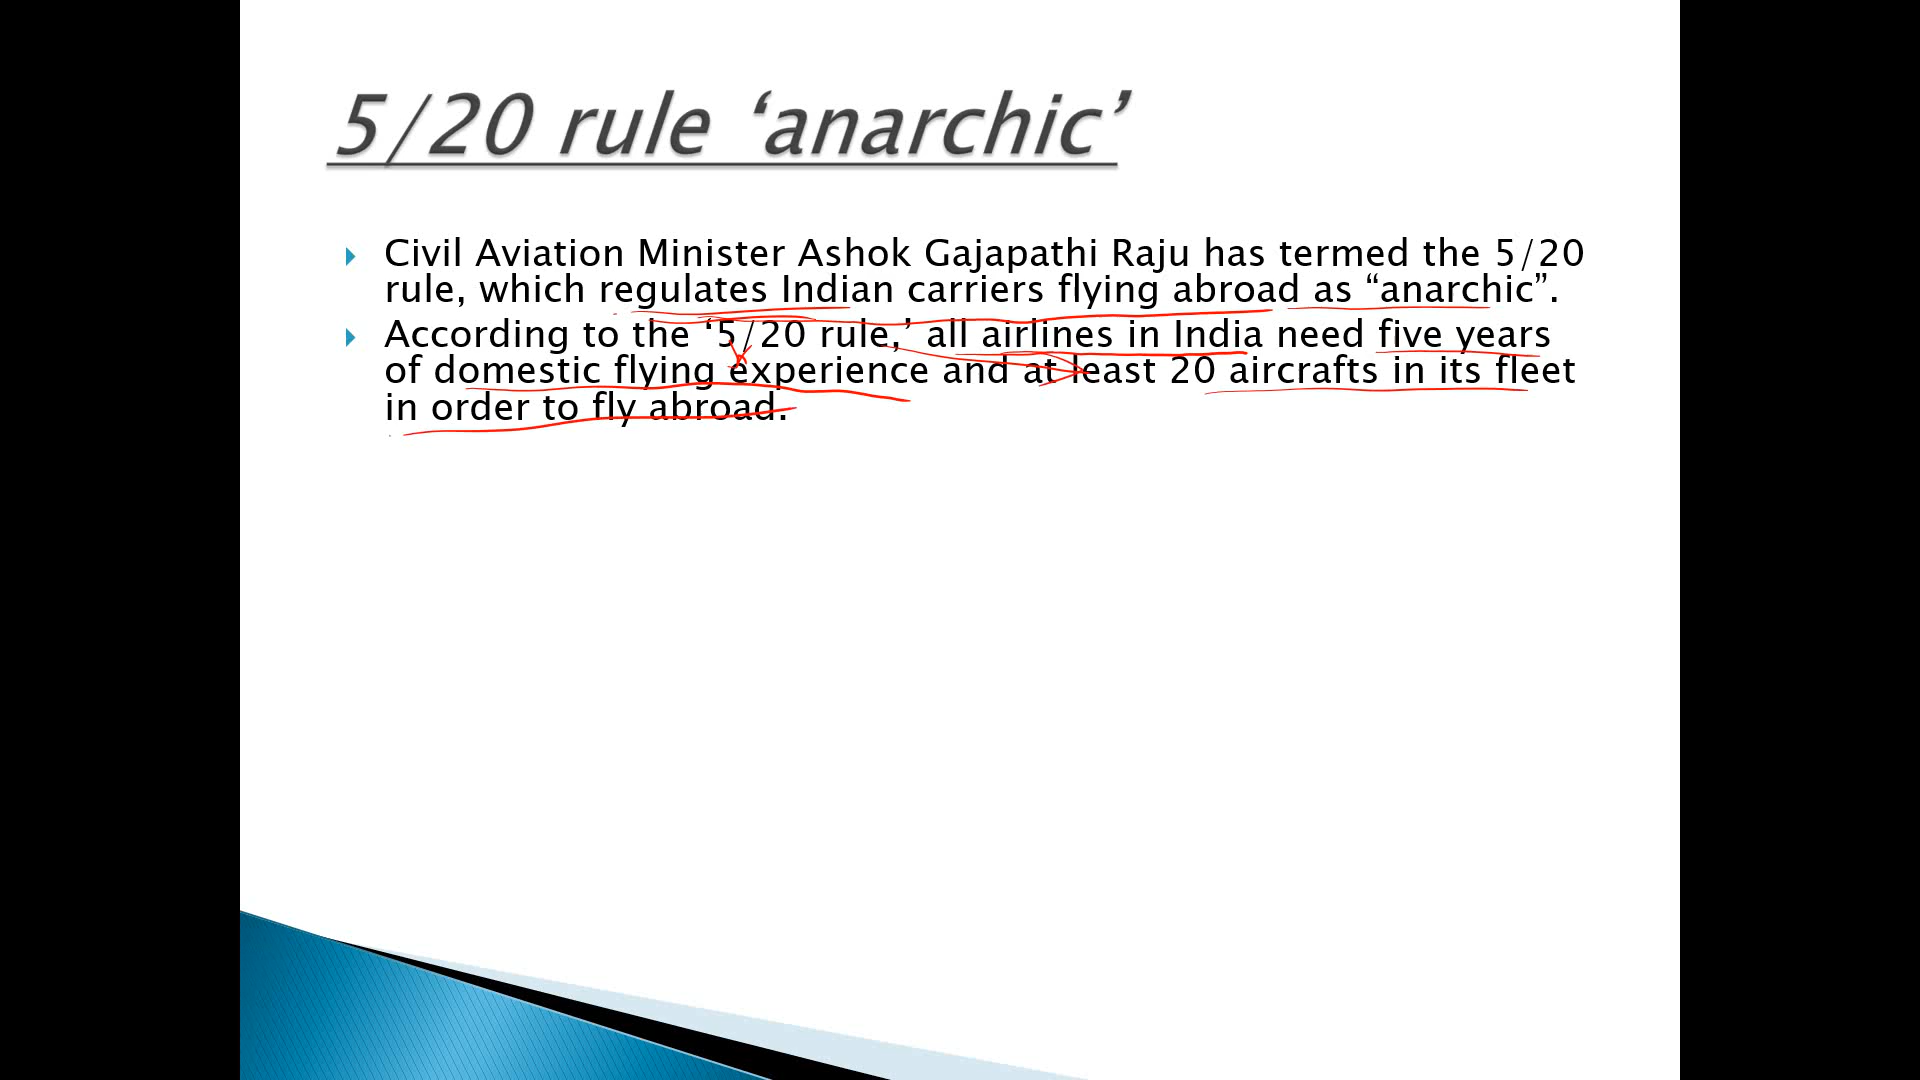 5/20 rule ‘anarchic’
Civil Aviation Minister Ashok Gajapathi Raju has termed the 5/20
rule, which regulates Indian carriers flying abroad as “anarchic”.
According to the ‘5/20 rule,’ all airlines in India need five years
of domestic flying experience and at least 20 aircrafts in its fleet
in order to fly abroad.